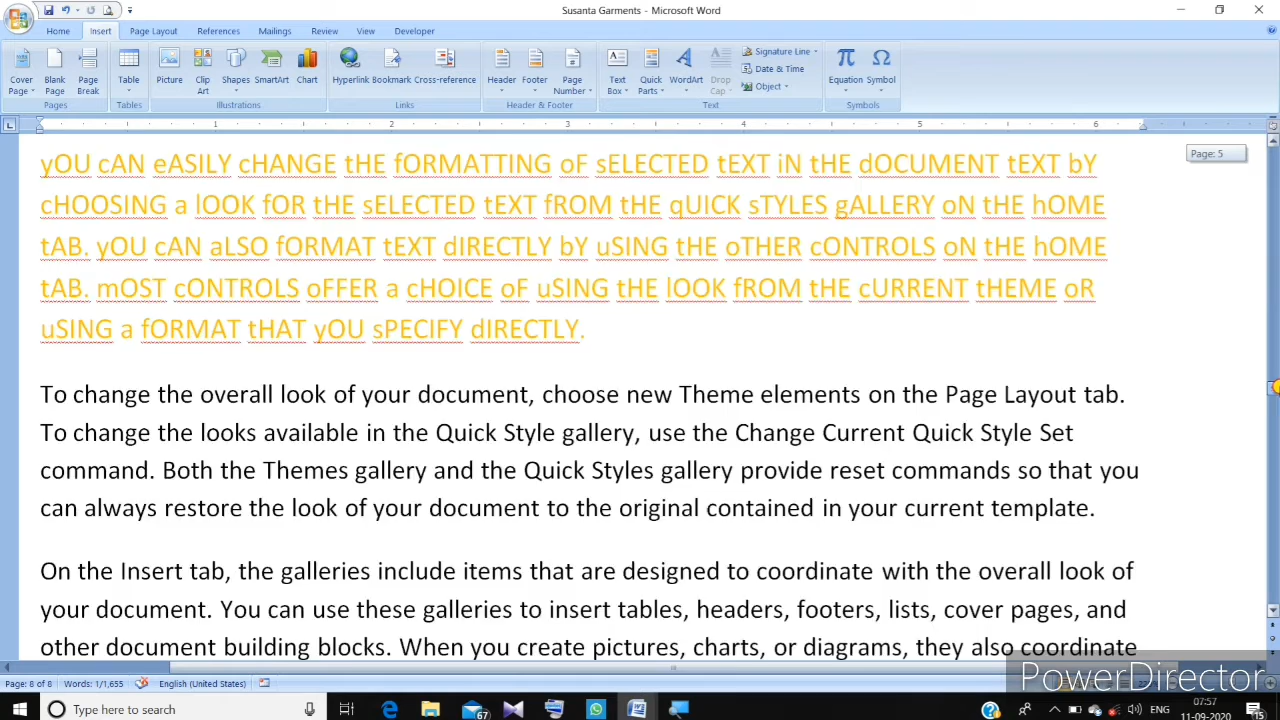 Susanta Garments - Microsoft Word
Home Insert Page Layout References Mailings Review View Developer
Cover Page
Blank Page
Page Break
Table
Picture
Clip Art
Shapes
SmartArt
Chart
Hyperlink
Bookmark
Cross-reference
Header
Footer
Page Number
Text Box
Quick Parts
WordArt
Drop Cap
Signature Line
Date & Time
Object
Equation
Symbol
Pages Tables Illustrations Links Header & Footer Text Symbols
1 2 3 4 5 6
Page: 5
yOU cAN eASILY cHANGE tHE fORMATTING oF sELECTED tEXT iN tHE dOCUMENT tEXT bY
cHOOSING a lOOK fOR tHE sELECTED tEXT fROM tHE qUICK sTYLES gALLERY oN tHE hOME
tAB. yOU cAN aLSO fORMAT tEXT dIRECTLY bY uSING tHE oTHER cONTROLS oN tHE hOME
tAB. mOST cONTROLS oFFER a cHOICE oF uSING tHE lOOK fROM tHE cURRENT tHEME oR
uSING a fORMAT tHAT yOU sPECIFY dIRECTLY.
To change the overall look of your document, choose new Theme elements on the Page Layout tab.
To change the looks available in the Quick Style gallery, use the Change Current Quick Style Set
command. Both the Themes gallery and the Quick Styles gallery provide reset commands so that you
can always restore the look of your document to the original contained in your current template.
On the Insert tab, the galleries include items that are designed to coordinate with the overall look of
your document. You can use these galleries to insert tables, headers, footers, lists, cover pages, and
other document building blocks. When you create pictures, charts, or diagrams, they also coordinate
PowerDirector
Page: 8 of 8 Words: 1/1,655 English (United States)
Type here to search
67
ENG
07:57
11-09-2020
15